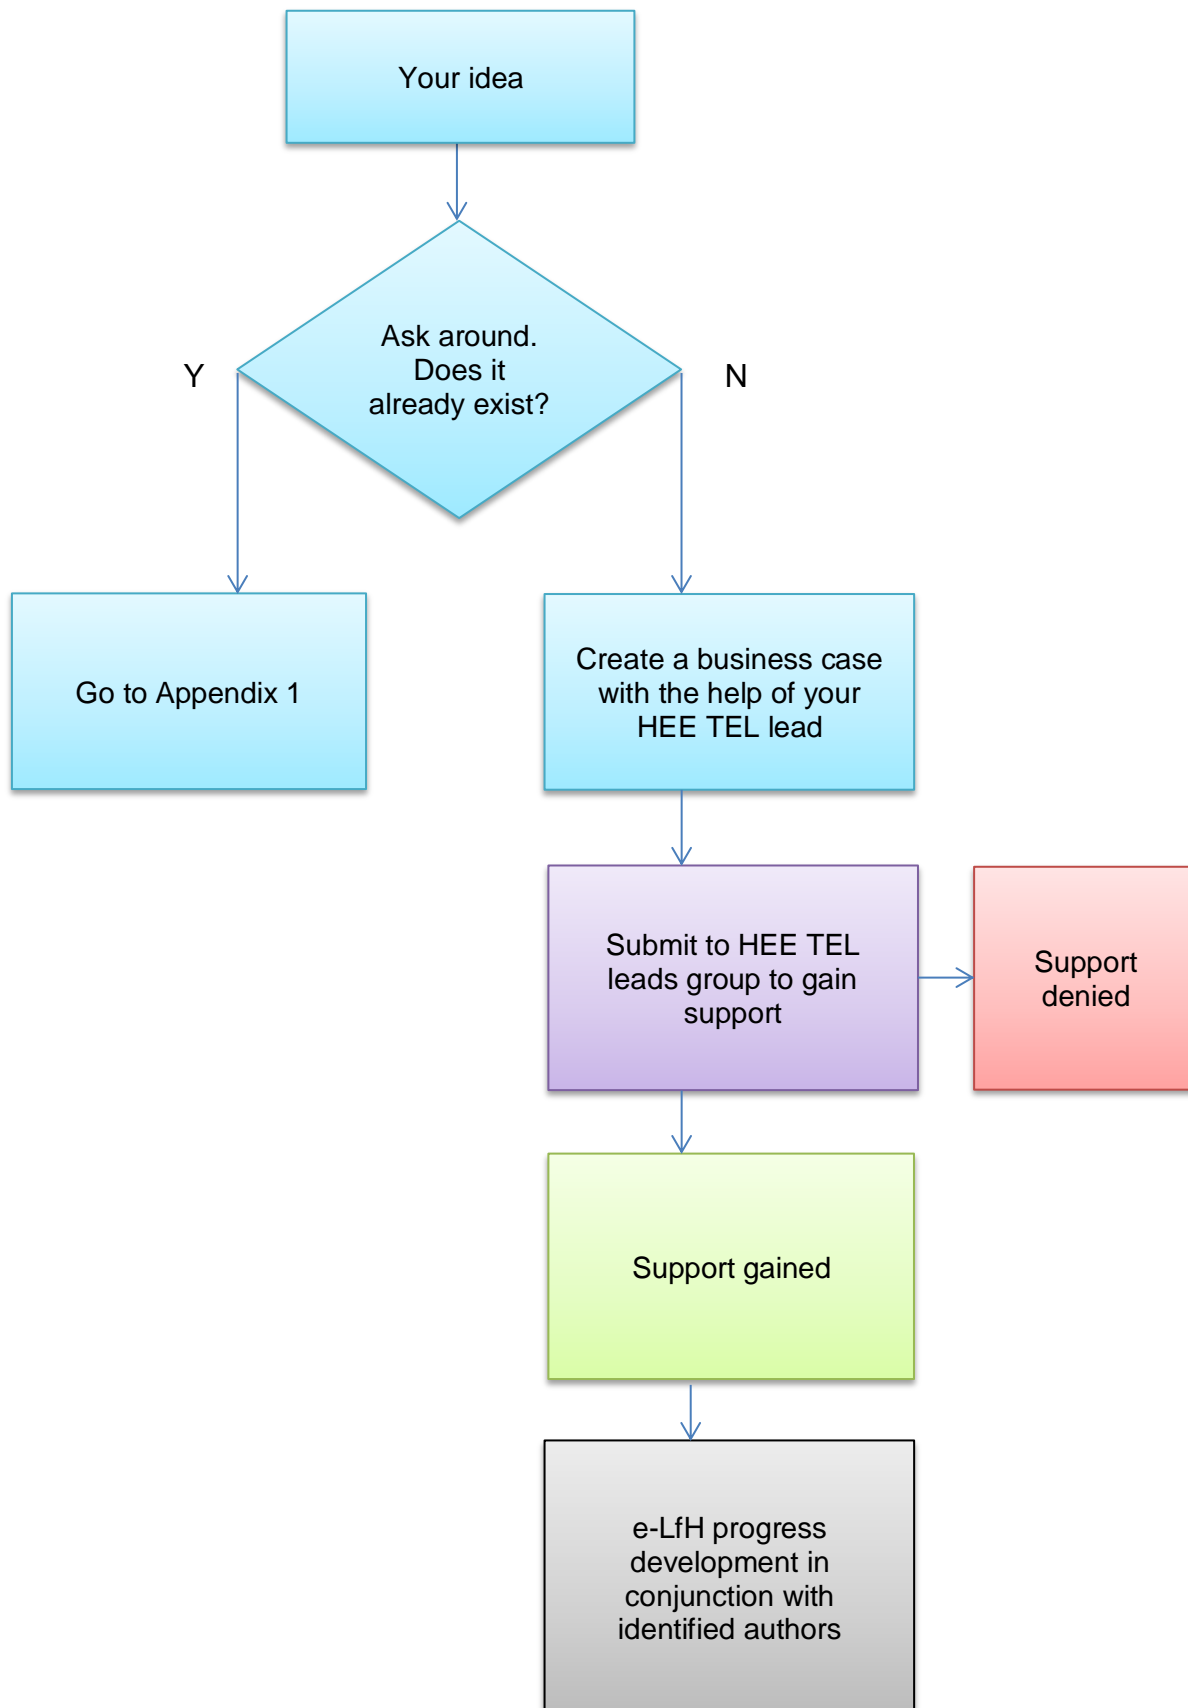 Your idea
Ask around.
Does it
already exist?
Y
N
Go to Appendix 1
Create a business case
with the help of your
HEE TEL lead
Submit to HEE TEL
leads group to gain
support
Support
denied
Support gained
e-LfH progress
development in
conjunction with
identified authors